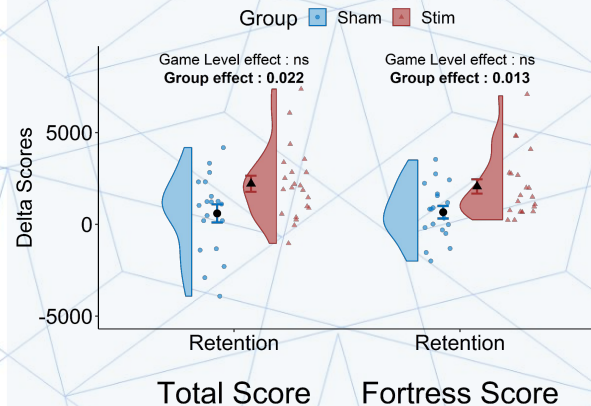 Group Sham Stim
Game Level effect : ns
Group effect : 0.022
Game Level effect : ns
Group effect : 0.013
Delta Scores
5000
0
-5000
Retention
Retention
Total Score
Fortress Score